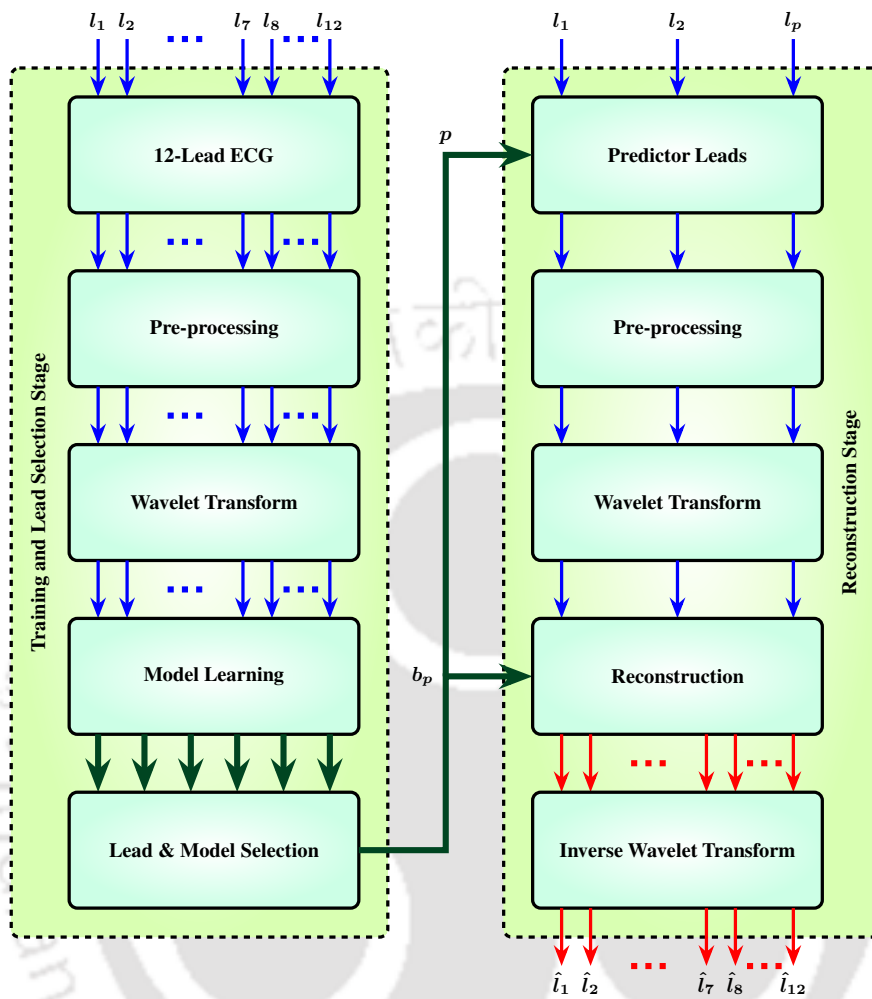 l₁ l₂ ... l₇ l₈ ... l₁₂
12-Lead ECG
...
Pre-processing
...
Wavelet Transform
...
Model Learning
Lead & Model Selection
Training and Lead Selection Stage
p
bₚ
l₁ l₂ lₚ
Predictor Leads
Pre-processing
Wavelet Transform
Reconstruction
...
Inverse Wavelet Transform
l̂₁ l̂₂ ... l̂₇ l̂₈ ... l̂₁₂
Reconstruction Stage